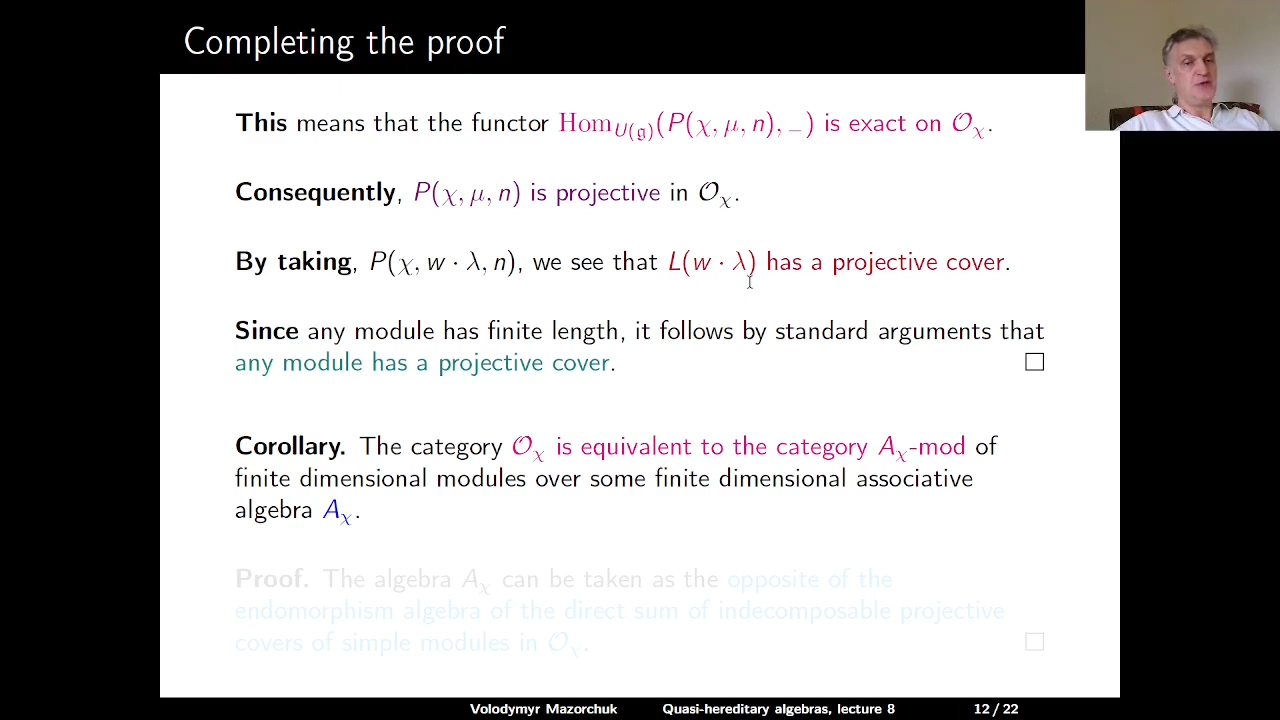 Completing the proof
This means that the functor Hom_{U(𝔤)}(P(χ, μ, n), _) is exact on 𝒪_χ.
Consequently, P(χ, μ, n) is projective in 𝒪_χ.
By taking, P(χ, w · λ, n), we see that L(w · λ) has a projective cover.
Since any module has finite length, it follows by standard arguments that
any module has a projective cover. □
Corollary. The category 𝒪_χ is equivalent to the category A_χ-mod of
finite dimensional modules over some finite dimensional associative
algebra A_χ.
Proof. The algebra A_χ can be taken as the opposite of the
endomorphism algebra of the direct sum of indecomposable projective
covers of simple modules in 𝒪_χ. □
Volodymyr Mazorchuk Quasi-hereditary algebras, lecture 8 12 / 22